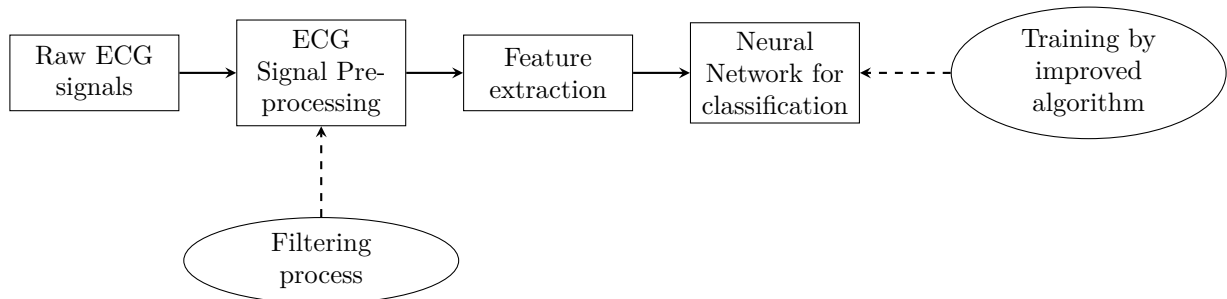 Raw ECG
signals
ECG
Signal Pre-
processing
Feature
extraction
Neural
Network for
classification
Training by
improved
algorithm
Filtering
process